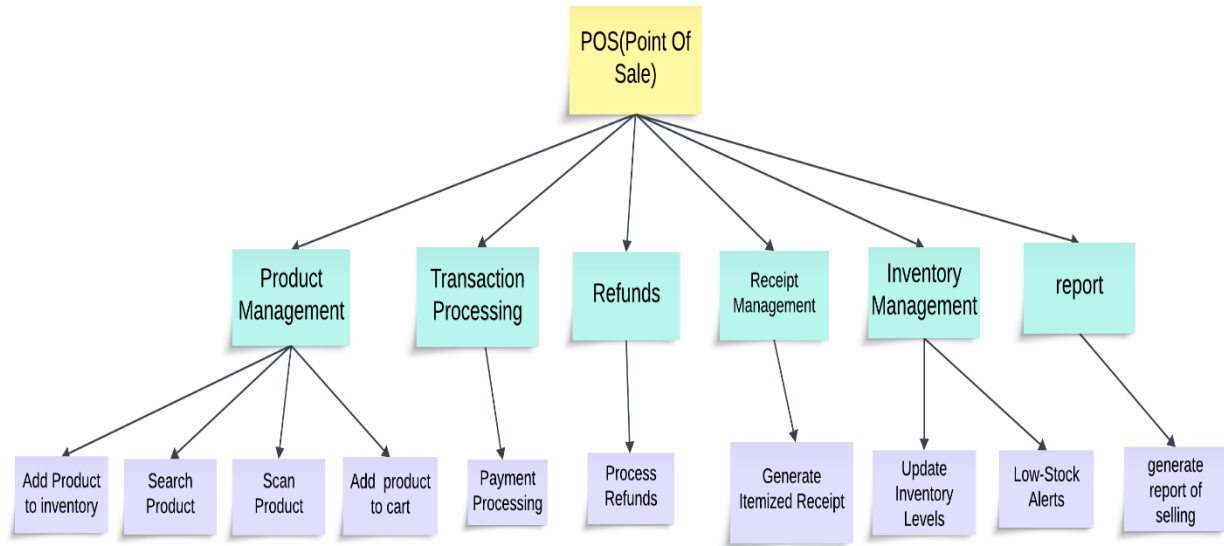 POS(Point Of
Sale)
Product
Management
Transaction
Processing
Refunds
Receipt
Management
Inventory
Management
report
Add Product
to inventory
Search
Product
Scan
Product
Add product
to cart
Payment
Processing
Process
Refunds
Generate
Itemized Receipt
Update
Inventory
Levels
Low-Stock
Alerts
generate
report of
selling